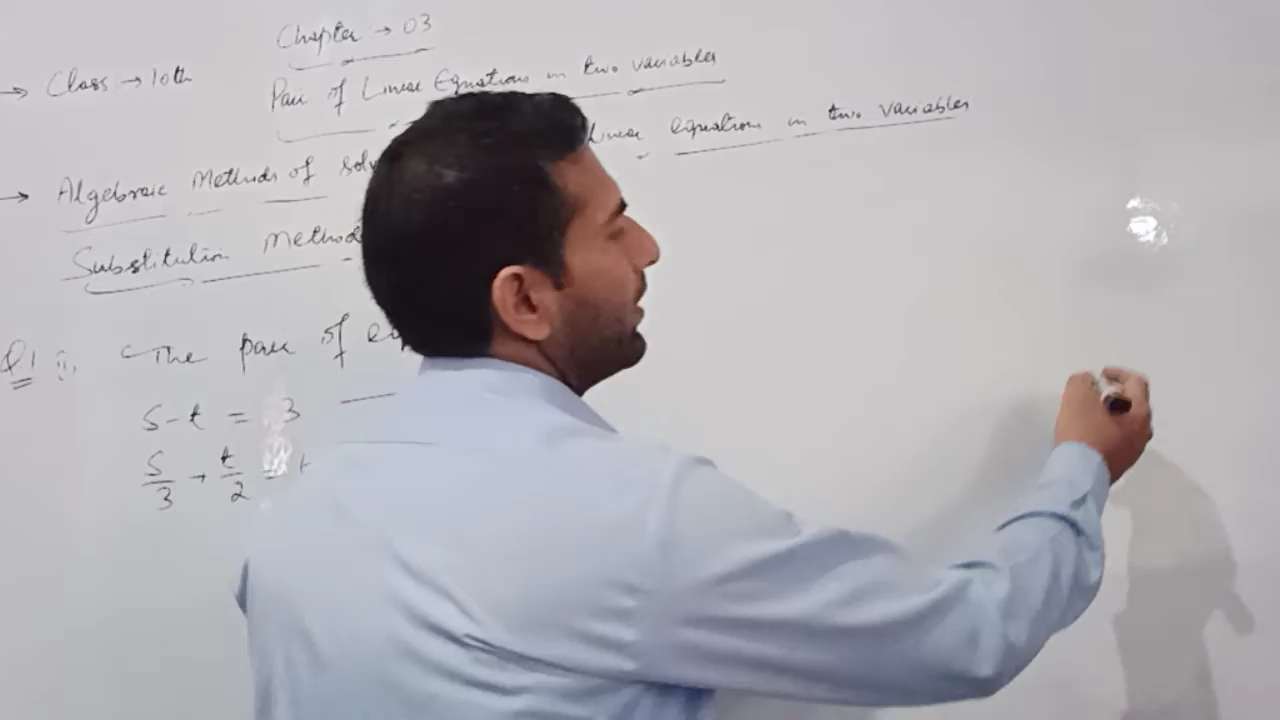 Chapter → 03
→ Class → 10th
Pair of Linear Equations in two variables
→ Algebraic Methods of solv Linear equations in two variables
Substitution Method
Q1 i, The pair of eq
S-t = 3
S/3 + t/2 =